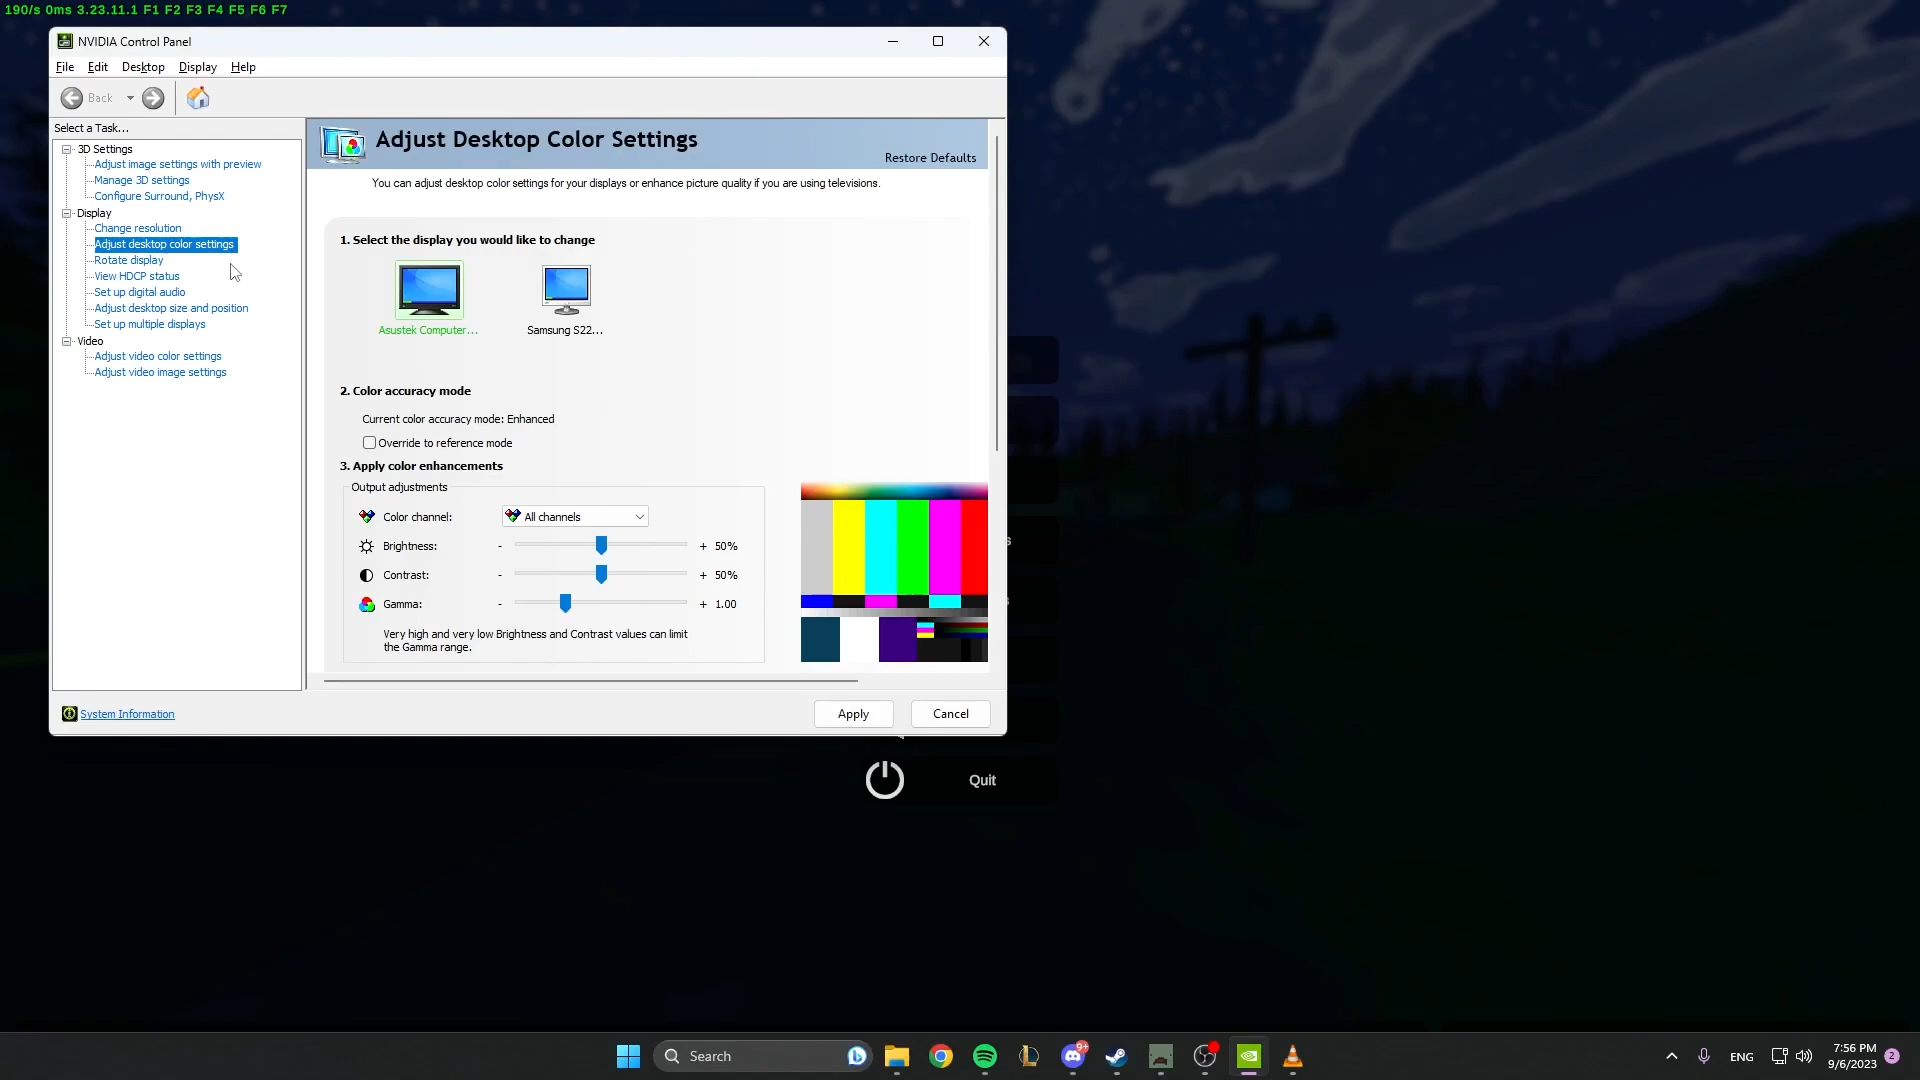 190/s 0ms 3.23.11.1 F1 F2 F3 F4 F5 F6 F7
NVIDIA Control Panel
File Edit Desktop Display Help
Back
Select a Task...
3D Settings
Adjust image settings with preview
Manage 3D settings
Configure Surround, PhysX
Display
Change resolution
Adjust desktop color settings
Rotate display
View HDCP status
Set up digital audio
Adjust desktop size and position
Set up multiple displays
Video
Adjust video color settings
Adjust video image settings
System Information
Adjust Desktop Color Settings
Restore Defaults
You can adjust desktop color settings for your displays or enhance picture quality if you are using televisions.
1. Select the display you would like to change
Asustek Computer... Samsung S22...
2. Color accuracy mode
Current color accuracy mode: Enhanced
Override to reference mode
3. Apply color enhancements
Output adjustments
Color channel: All channels
Brightness: - + 50%
Contrast: - + 50%
Gamma: - + 1.00
Very high and very low Brightness and Contrast values can limit
the Gamma range.
Apply Cancel
Quit
Search
9+
ENG
7:56 PM
9/6/2023
2